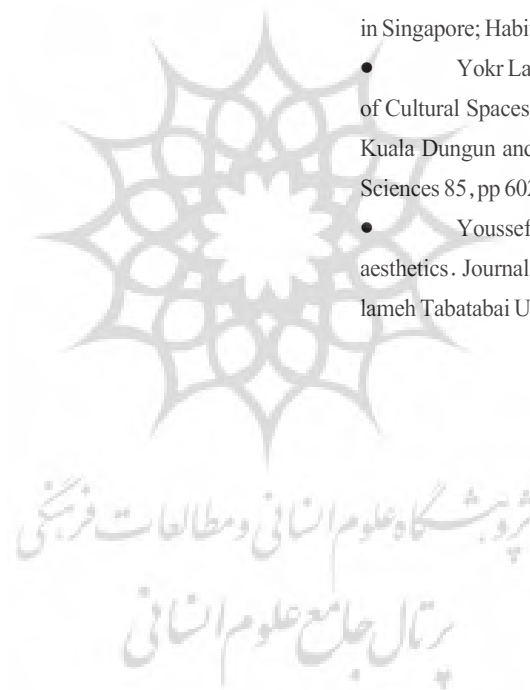 in Singapore; Habi
• Yokr La
of Cultural Spaces
Kuala Dungun and
Sciences 85, pp 602
• Youssef
aesthetics. Journal
lameh Tabatabai U
پژوهشگاه علوم انسانی و مطالعات فرهنگی
پرتال جامع علوم انسانی